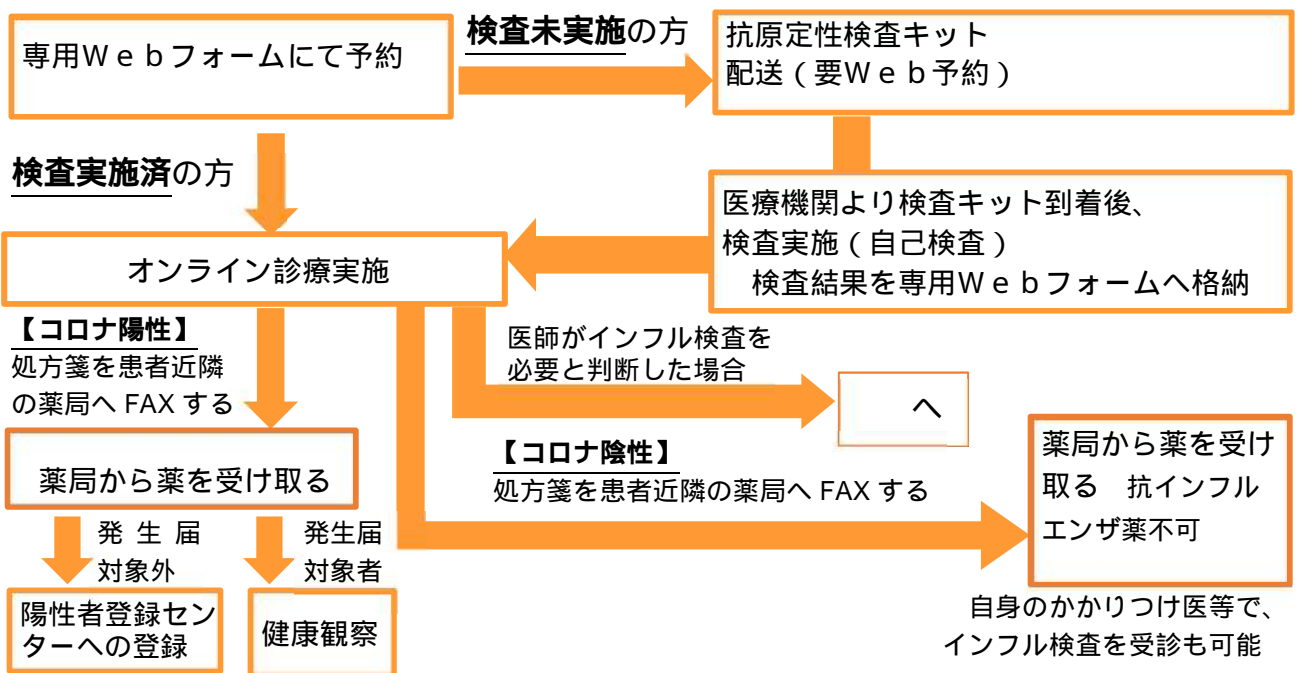 専用Ｗｅｂフォームにて予約
検査未実施の方
抗原定性検査キット
配送（要Ｗｅｂ予約）
検査実施済の方
医療機関より検査キット到着後、
検査実施（自己検査）
検査結果を専用Ｗｅｂフォームへ格納
オンライン診療実施
【コロナ陽性】
処方箋を患者近隣
の薬局へ FAX する
医師がインフル検査を
必要と判断した場合
へ
薬局から薬を受け取る
【コロナ陰性】
処方箋を患者近隣の薬局へ FAX する
薬局から薬を受け
取る　抗インフル
エンザ薬不可
発 生 届
対象外
発生届
対象者
陽性者登録セン
ターへの登録
健康観察
自身のかかりつけ医等で、
インフル検査を受診も可能